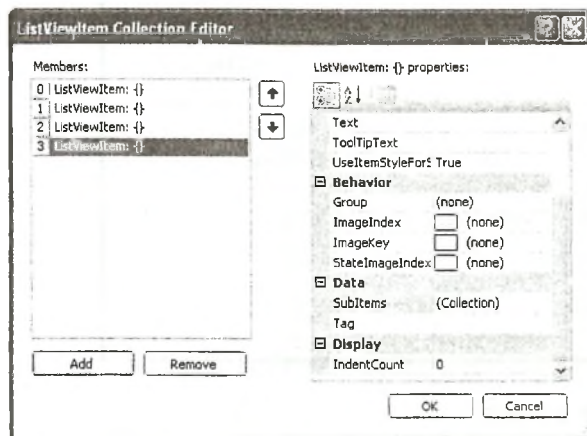 ListViewItem Collection Editor
Members:
0 ListViewItem: {}
1 ListViewItem: {}
2 ListViewItem: {}
3 ListViewItem: {}
Add
Remove
ListViewItem: {} properties:
Text
ToolTipText
UseItemStyleForS True
Behavior
Group (none)
ImageIndex (none)
ImageKey (none)
StateImageIndex (none)
Data
SubItems (Collection)
Tag
Display
IndentCount 0
OK
Cancel